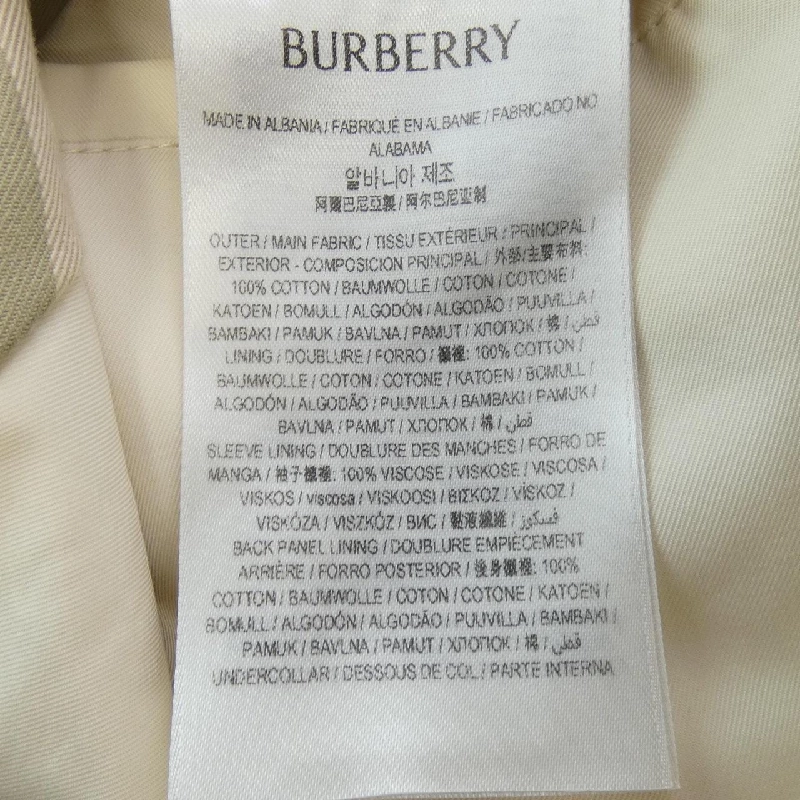 BURBERRY
MADE IN ALBANIA / FABRIQUÉ EN ALBANIE / FABRICADO NO
ALABAMA
알바니아 제조
阿爾巴尼亞製 / 阿尔巴尼亚制
OUTER / MAIN FABRIC / TISSU EXTÉRIEUR / PRINCIPAL /
EXTERIOR - COMPOSICION PRINCIPAL / 外部/主要布料:
100% COTTON / BAUMWOLLE / COTON / COTONE /
KATOEN / BOMULL / ALGODÓN / ALGODÃO / PUUVILLA /
BAMBAKI / PAMUK / BAVLNA / PAMUT / ХЛОПОК / 棉 / قطن
LINING / DOUBLURE / FORRO / 襯裡: 100% COTTON /
BAUMWOLLE / COTON / COTONE / KATOEN / BOMULL /
ALGODÓN / ALGODÃO / PUUVILLA / BAMBAKI / PAMUK /
BAVLNA / PAMUT / ХЛОПОК / 棉 / قطن
SLEEVE LINING / DOUBLURE DES MANCHES / FORRO DE
MANGA / 袖子襯裡: 100% VISCOSE / VISKOSE / VISCOSA /
VISKOS / viscosa / VISKOOSI / ΒΙΣΚΟΖ / VİSKOZ /
VISKÓZA / VISZKÓZ / ВИС / 黏液纖維 / فسكوز
BACK PANEL LINING / DOUBLURE EMPIÈCEMENT
ARRIÈRE / FORRO POSTERIOR / 後身襯裡: 100%
COTTON / BAUMWOLLE / COTON / COTONE / KATOEN /
BOMULL / ALGODÓN / ALGODÃO / PUUVILLA / BAMBAKI /
PAMUK / BAVLNA / PAMUT / ХЛОПОК / 棉 / قطن
UNDERCOLLAR / DESSOUS DE COL / PARTE INTERNA